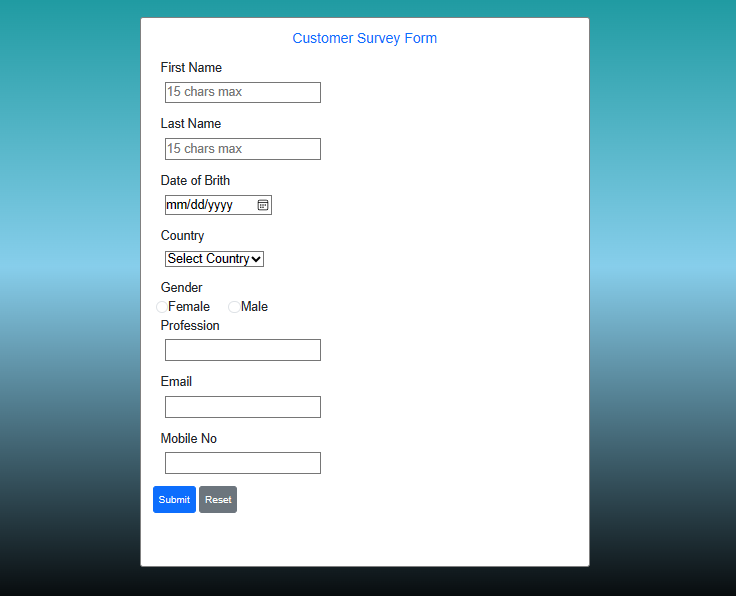 Customer Survey Form
First Name
15 chars max
Last Name
15 chars max
Date of Brith
mm/dd/yyyy
Country
Select Country
Gender
Female Male
Profession
Email
Mobile No
Submit Reset